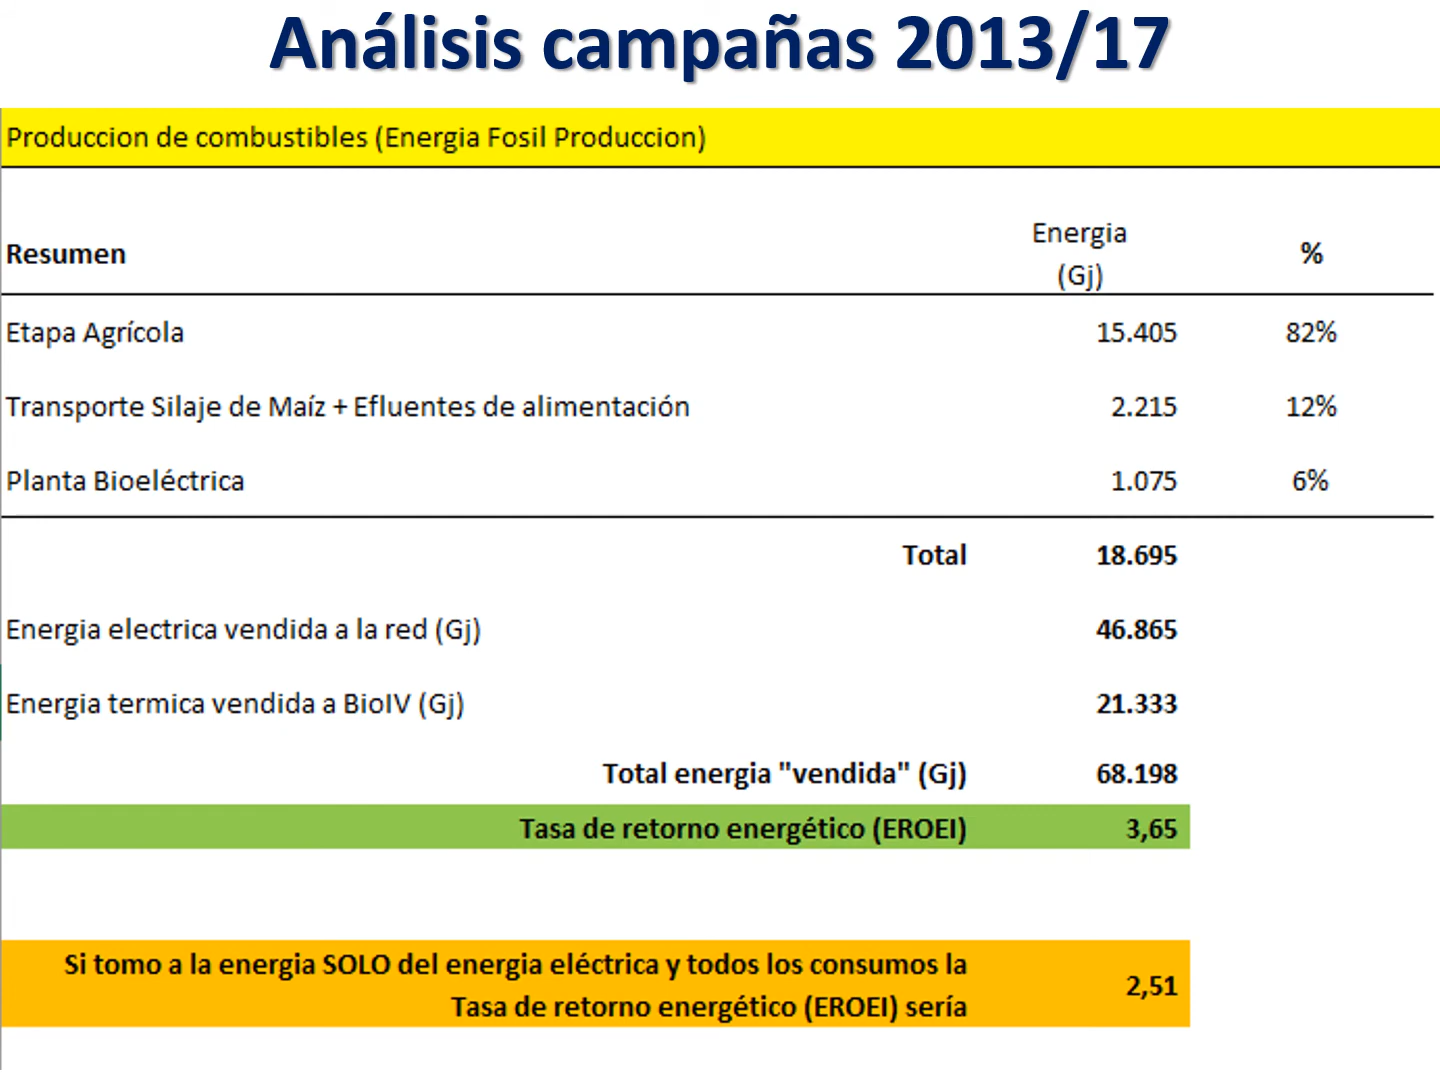 Análisis campañas 2013/17
Produccion de combustibles (Energia Fosil Produccion)
Resumen Energia (Gj) %
Etapa Agrícola 15.405 82%
Transporte Silaje de Maíz + Efluentes de alimentación 2.215 12%
Planta Bioeléctrica 1.075 6%
Total 18.695
Energia electrica vendida a la red (Gj) 46.865
Energia termica vendida a BioIV (Gj) 21.333
Total energia "vendida" (Gj) 68.198
Tasa de retorno energético (EROEI) 3,65
Si tomo a la energia SOLO del energia eléctrica y todos los consumos la
Tasa de retorno energético (EROEI) sería 2,51